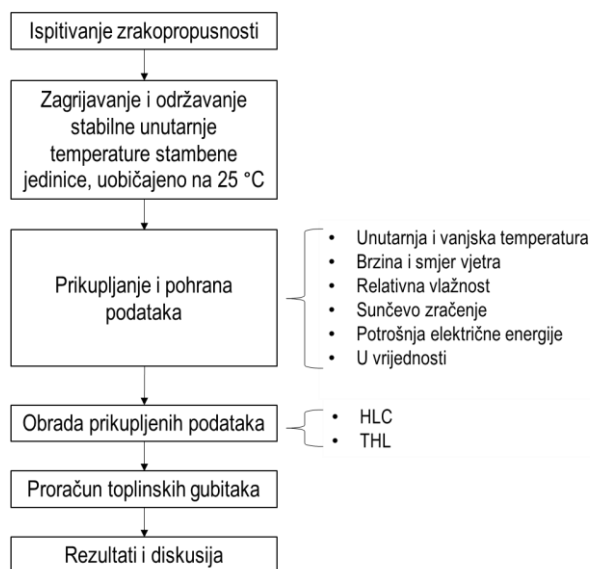 Ispitivanje zrakopropusnosti
Zagrijavanje i održavanje
stabilne unutarnje
temperature stambene
jedinice, uobičajeno na 25 °C
Prikupljanje i pohrana
podataka
• Unutarnja i vanjska temperatura
• Brzina i smjer vjetra
• Relativna vlažnost
• Sunčevo zračenje
• Potrošnja električne energije
• U vrijednosti
Obrada prikupljenih podataka
• HLC
• THL
Proračun toplinskih gubitaka
Rezultati i diskusija